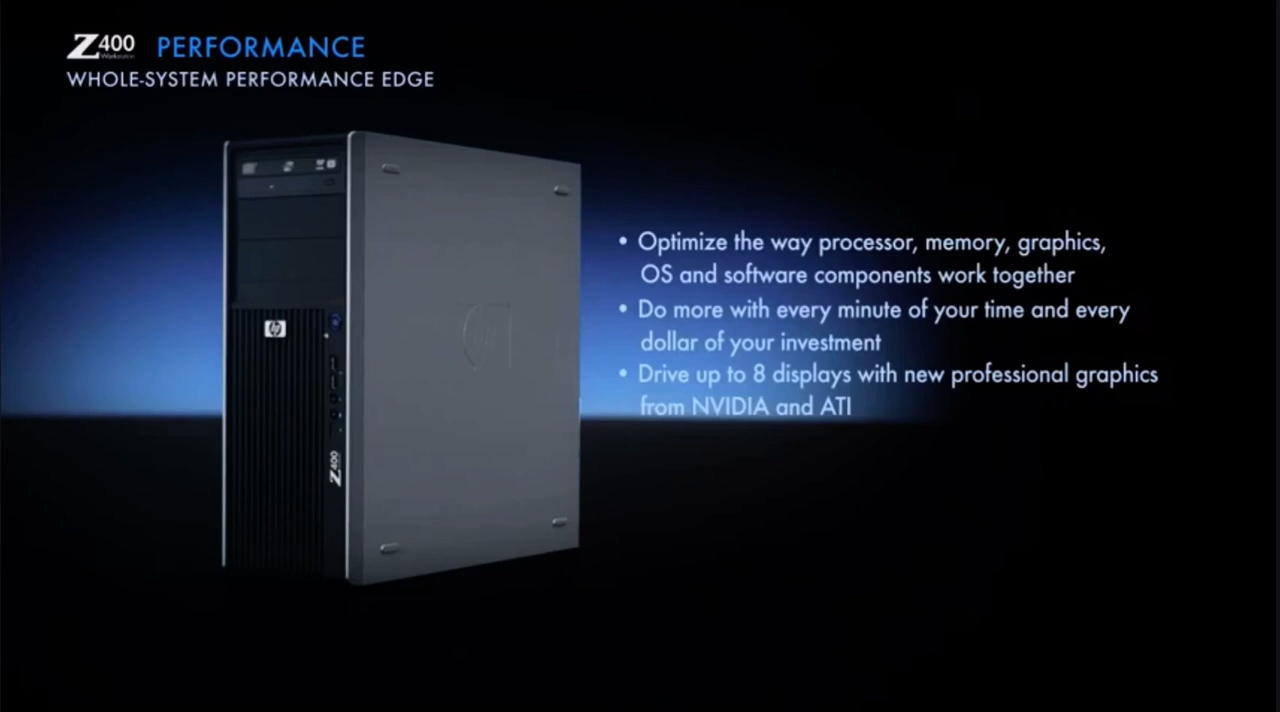 Z400 PERFORMANCE
Workstation
WHOLE-SYSTEM PERFORMANCE EDGE
• Optimize the way processor, memory, graphics,
OS and software components work together
• Do more with every minute of your time and every
dollar of your investment
• Drive up to 8 displays with new professional graphics
from NVIDIA and ATI
hp
Z400